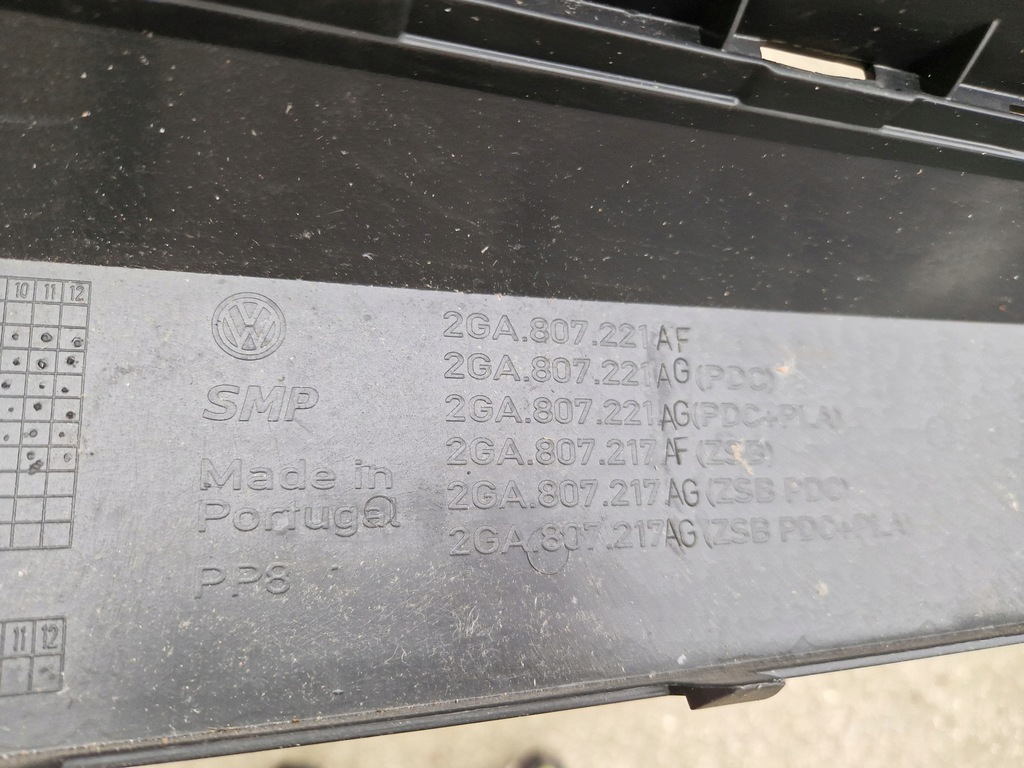 10 11 12
VW
2GA.807.221 AF
2GA.807.221 AG (PDC)
2GA.807.221 AG (PDC+PLA)
2GA.807.217 AF (ZSB)
2GA.807.217 AG (ZSB PDC)
2GA.807.217 AG (ZSB PDC+PLA)
SMP
Made in
Portugal
PP8
11 12